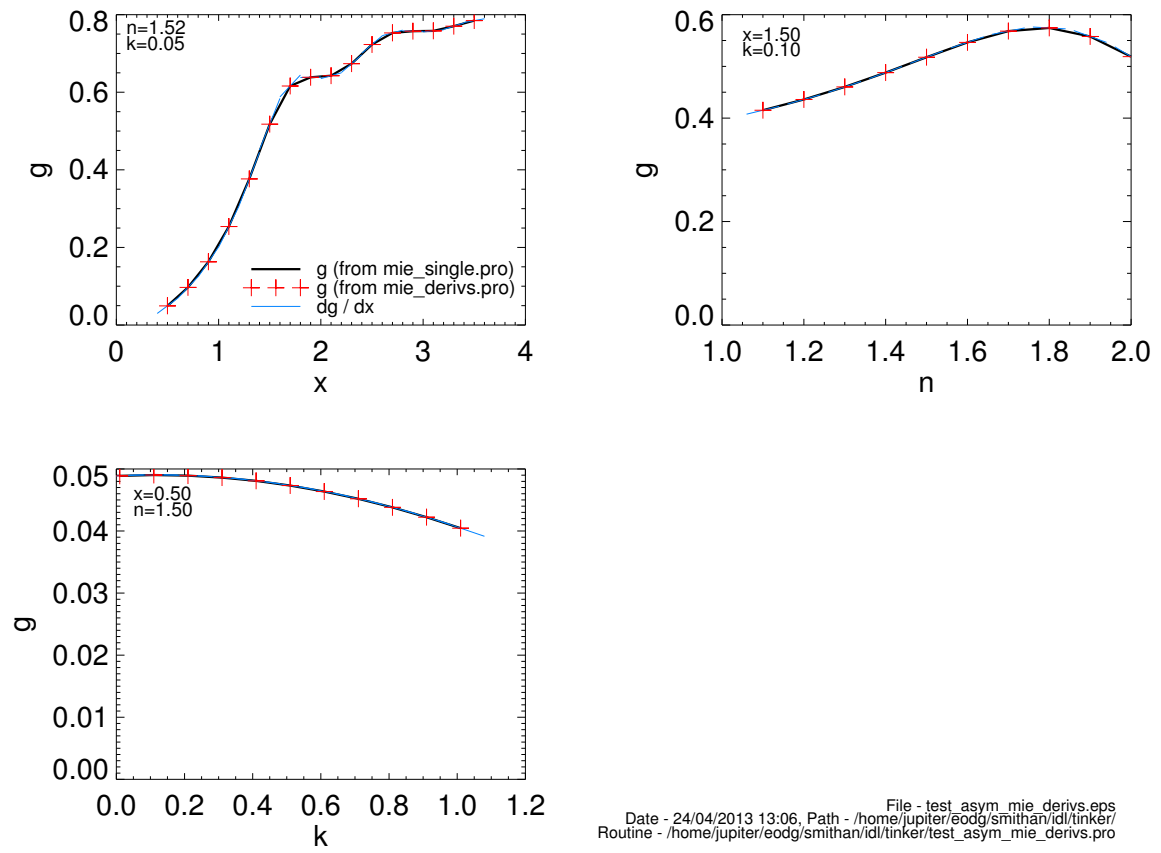 0.8
0.6
0.4
0.2
0.0
g
n=1.52
k=0.05
g (from mie_single.pro)
g (from mie_derivs.pro)
dg / dx
0 1 2 3 4
x
0.6
0.4
0.2
0.0
g
x=1.50
k=0.10
1.0 1.2 1.4 1.6 1.8 2.0
n
0.05
0.04
0.03
0.02
0.01
0.00
g
x=0.50
n=1.50
0.0 0.2 0.4 0.6 0.8 1.0 1.2
k
File - test_asym_mie_derivs.eps
Date - 24/04/2013 13:06, Path - /home/jupiter/eodg/smithan/idl/tinker/
Routine - /home/jupiter/eodg/smithan/idl/tinker/test_asym_mie_derivs.pro